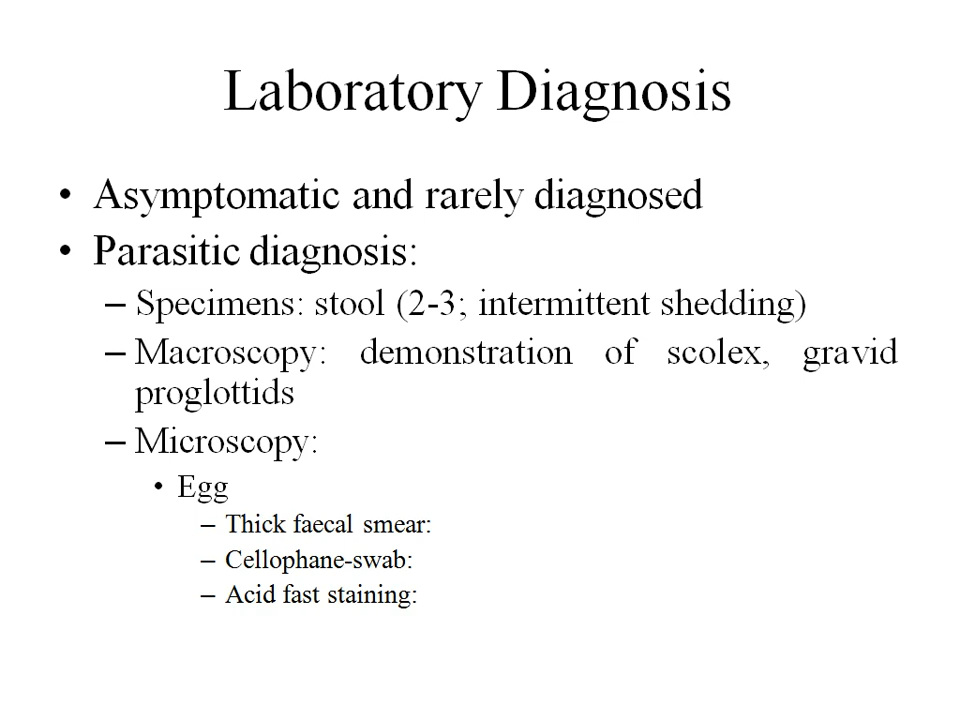 Laboratory Diagnosis
• Asymptomatic and rarely diagnosed
• Parasitic diagnosis:
– Specimens: stool (2-3; intermittent shedding)
– Macroscopy: demonstration of scolex, gravid
proglottids
– Microscopy:
• Egg
– Thick faecal smear:
– Cellophane-swab:
– Acid fast staining: